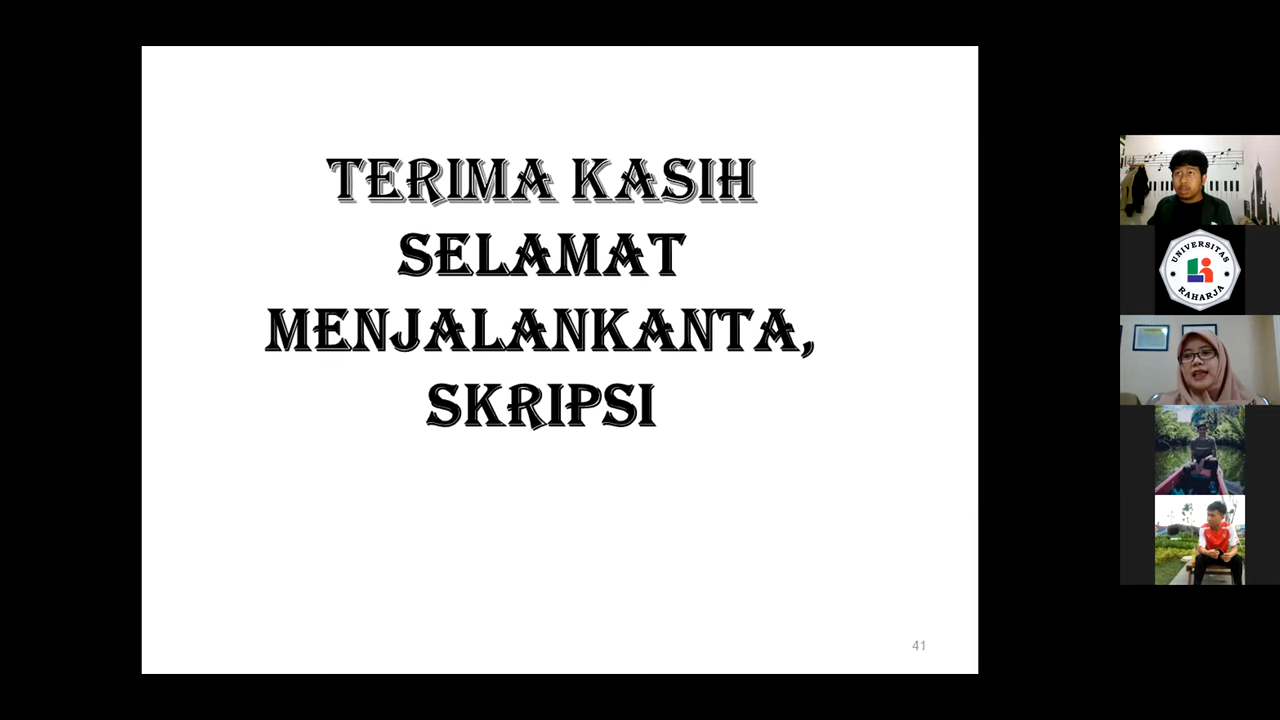 TERIMA KASIH
SELAMAT
MENJALANKANTA,
SKRIPSI
41
UNIVERSITAS
RAHARJA